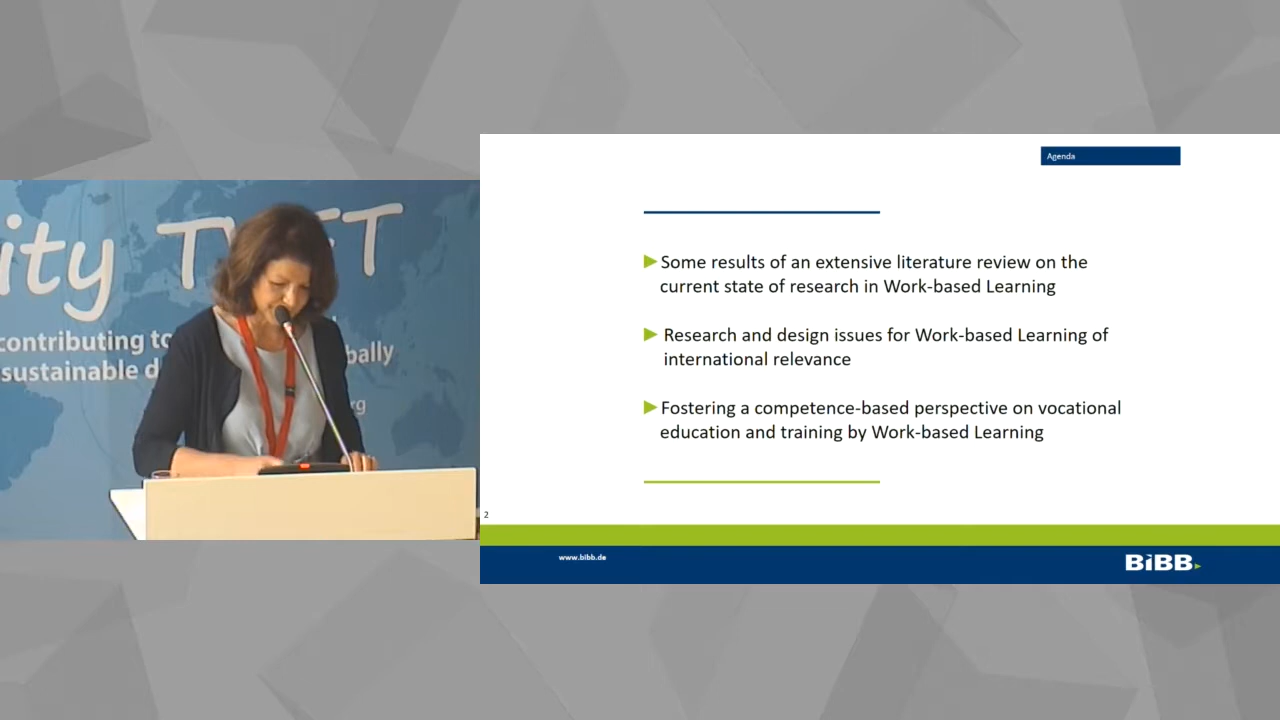 ity TVET
contributing to
bally
sustainable d
rg
Agenda
Some results of an extensive literature review on the
current state of research in Work-based Learning
Research and design issues for Work-based Learning of
international relevance
Fostering a competence-based perspective on vocational
education and training by Work-based Learning
2
www.bibb.de
BiBB